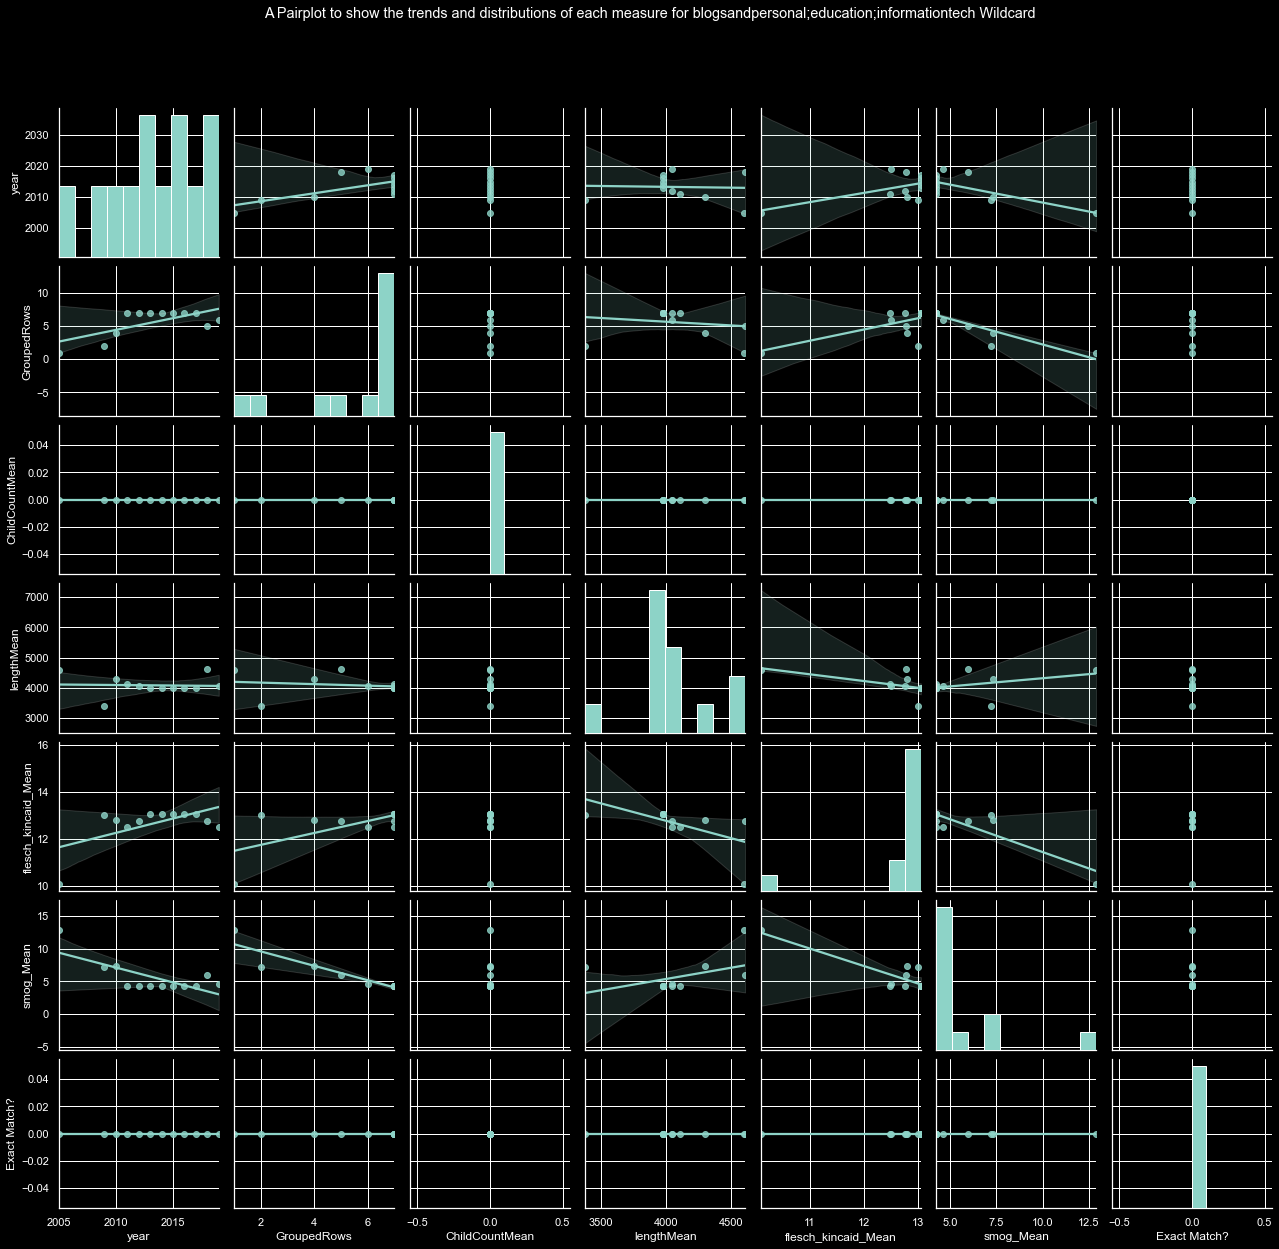 A Pairplot to show the trends and distributions of each measure for blogsandpersonal;education;informationtech Wildcard
2030
2020
2010
2000
year
10
5
0
−5
GroupedRows
0.04
0.02
0.00
−0.02
−0.04
ChildCountMean
7000
6000
5000
4000
3000
lengthMean
16
14
12
10
flesch_kincaid_Mean
15
10
5
0
−5
smog_Mean
0.04
0.02
0.00
−0.02
−0.04
Exact Match?
2005 2010 2015
2 4 6
−0.5 0.0 0.5
3500 4000 4500
11 12 13
5.0 7.5 10.0 12.5
−0.5 0.0 0.5
year GroupedRows ChildCountMean lengthMean flesch_kincaid_Mean smog_Mean Exact Match?